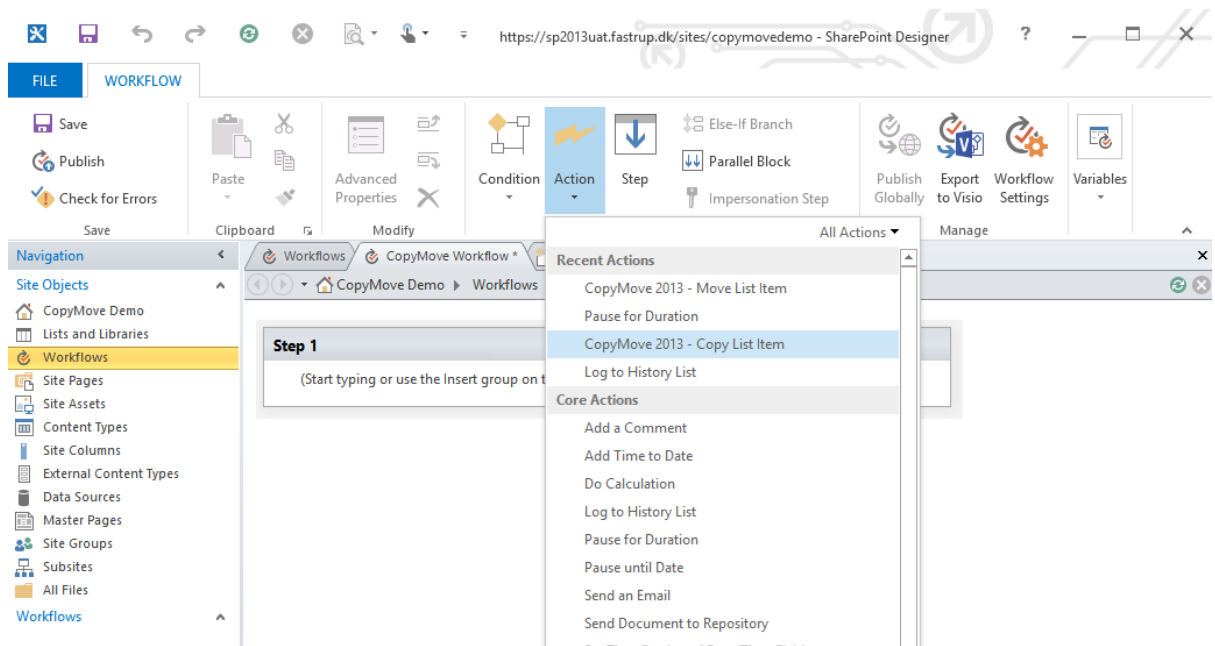 https://sp2013uat.fastrup.dk/sites/copymovedemo - SharePoint Designer
?
FILE
WORKFLOW
Save
Publish
Check for Errors
Save
Paste
Clipboard
Advanced
Properties
Modify
Condition
Action
Step
Else-If Branch
Parallel Block
Impersonation Step
Publish
Globally
Export
to Visio
Workflow
Settings
Manage
Variables
Navigation
Site Objects
CopyMove Demo
Lists and Libraries
Workflows
Site Pages
Site Assets
Content Types
Site Columns
External Content Types
Data Sources
Master Pages
Site Groups
Subsites
All Files
Workflows
Workflows
CopyMove Workflow *
CopyMove Demo
Workflows
Step 1
(Start typing or use the Insert group on t
All Actions
Recent Actions
CopyMove 2013 - Move List Item
Pause for Duration
CopyMove 2013 - Copy List Item
Log to History List
Core Actions
Add a Comment
Add Time to Date
Do Calculation
Log to History List
Pause for Duration
Pause until Date
Send an Email
Send Document to Repository